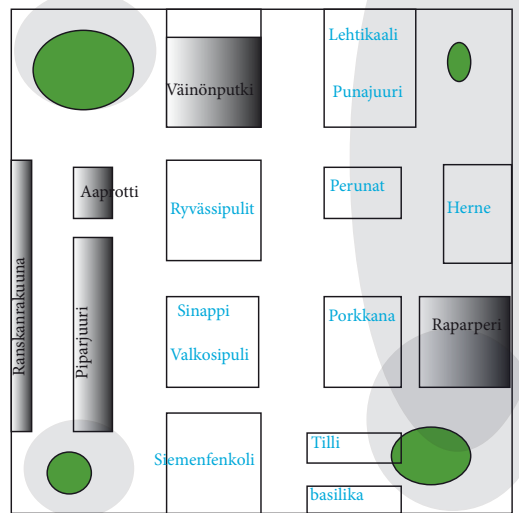 Lehtikaali
Punajuuri
Väinönputki
Aaprotti
Ryvässipulit
Perunat
Herne
Ranskanrakuuna
Piparjuuri
Sinappi
Valkosipuli
Porkkana
Raparperi
Siemenfenkoli
Tilli
basilika